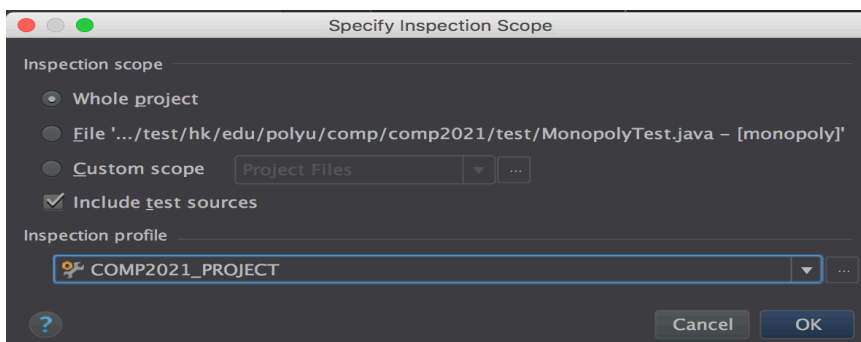 Specify Inspection Scope
Inspection scope
Whole project
File '.../test/hk/edu/polyu/comp/comp2021/test/MonopolyTest.java – [monopoly]'
Custom scope Project Files ...
Include test sources
Inspection profile
COMP2021_PROJECT ...
? Cancel OK